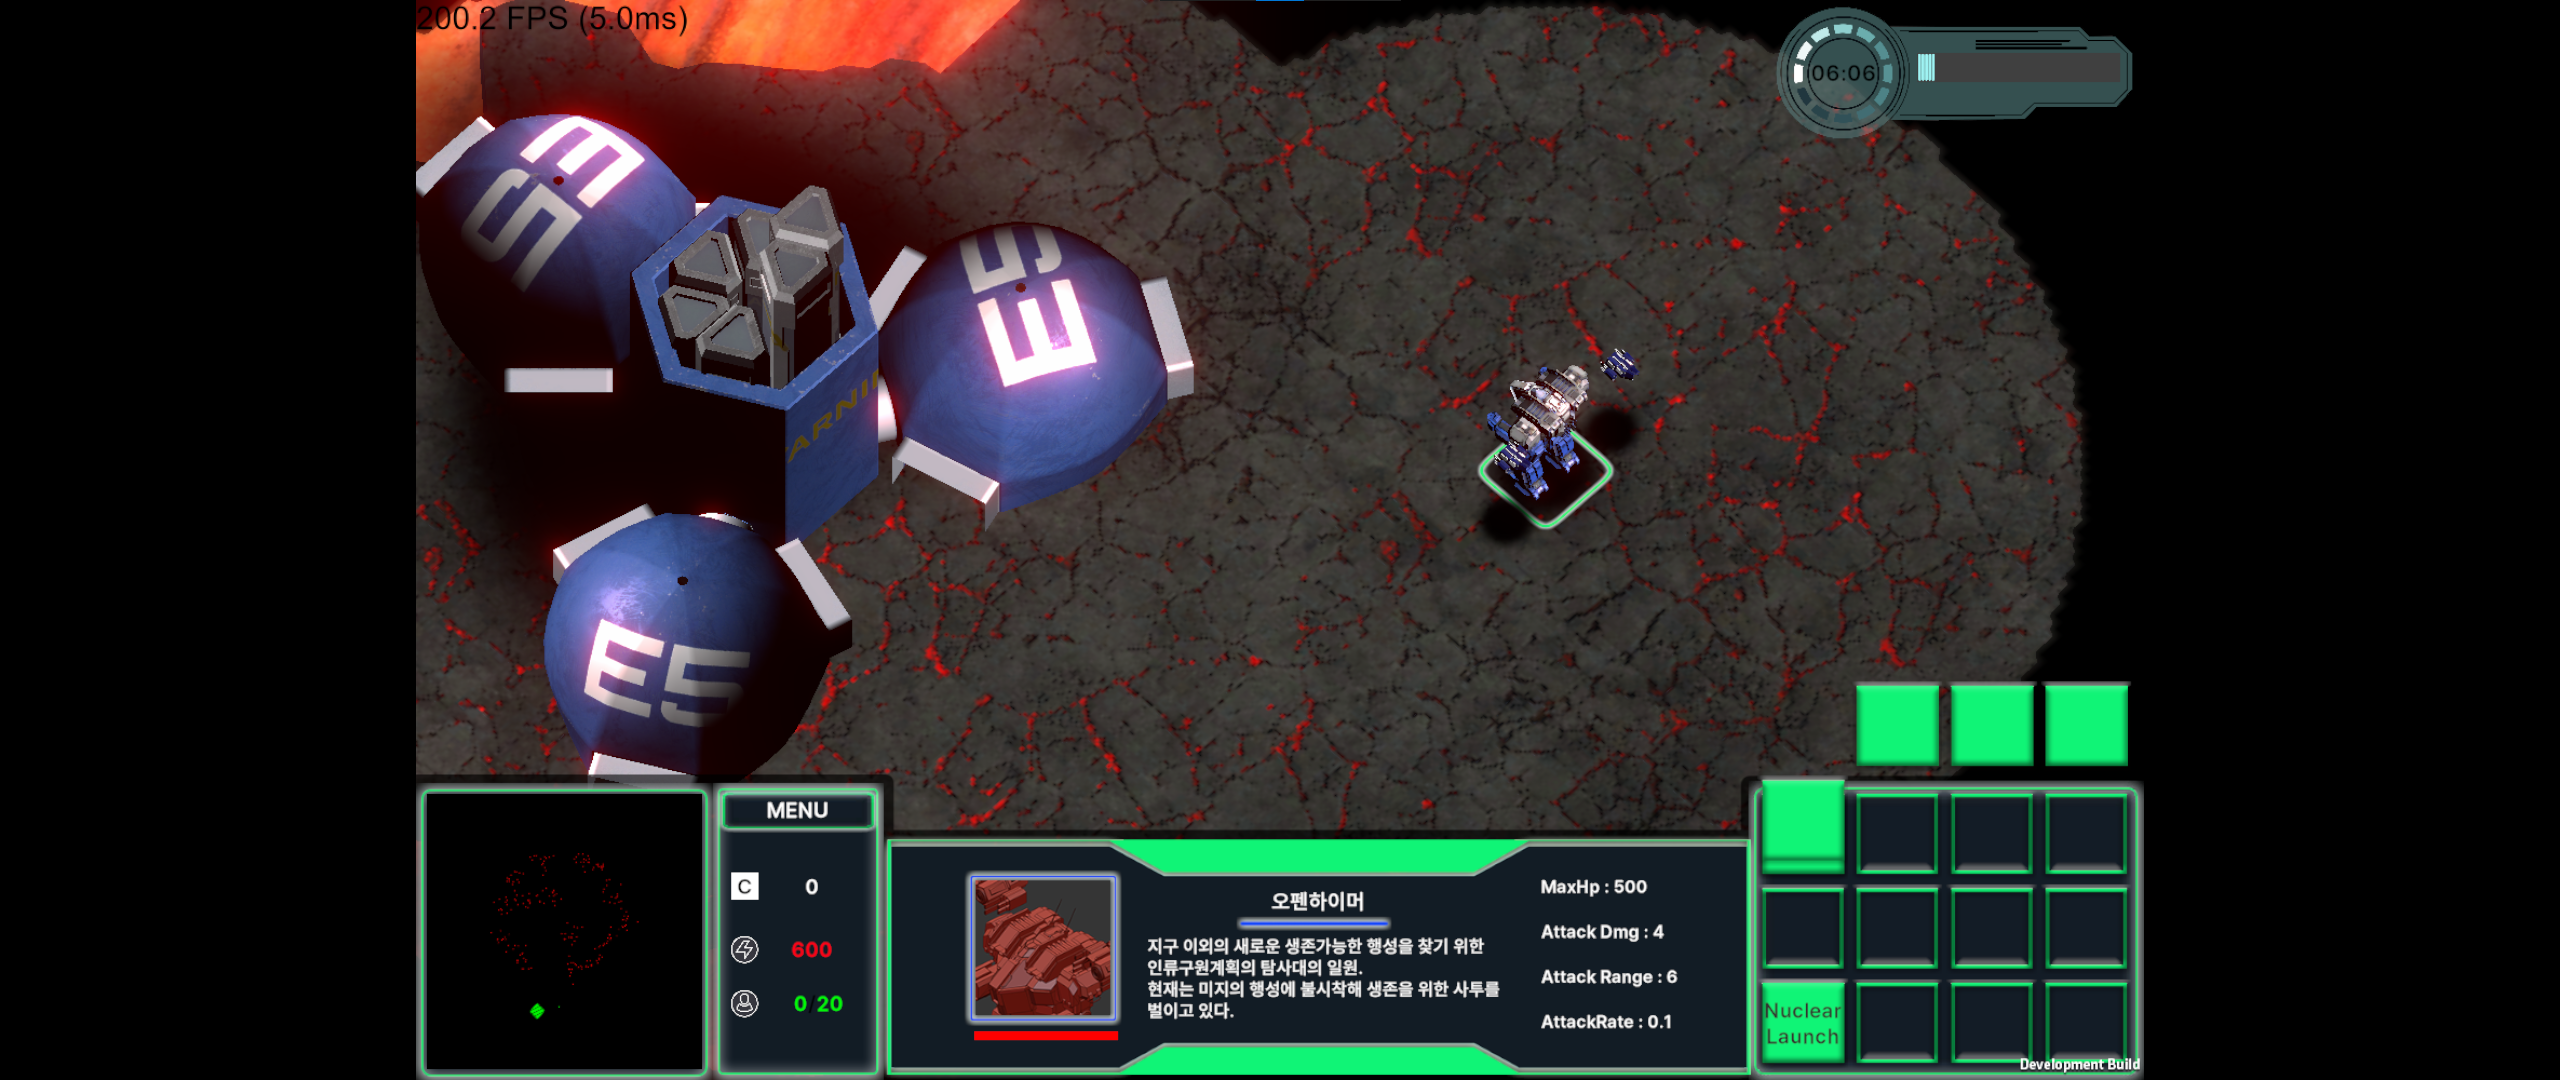 200.2 FPS (5.0ms)
06:06
E5
E5
E5
MENU
C
0
600
0 20
오펜하이머
지구 이외의 새로운 생존가능한 행성을 찾기 위한
인류구원계획의 탐사대의 일원.
현재는 미지의 행성에 불시착해 생존을 위한 사투를
벌이고 있다.
MaxHp : 500
Attack Dmg : 4
Attack Range : 6
AttackRate : 0.1
Nuclear
Launch
Development Build